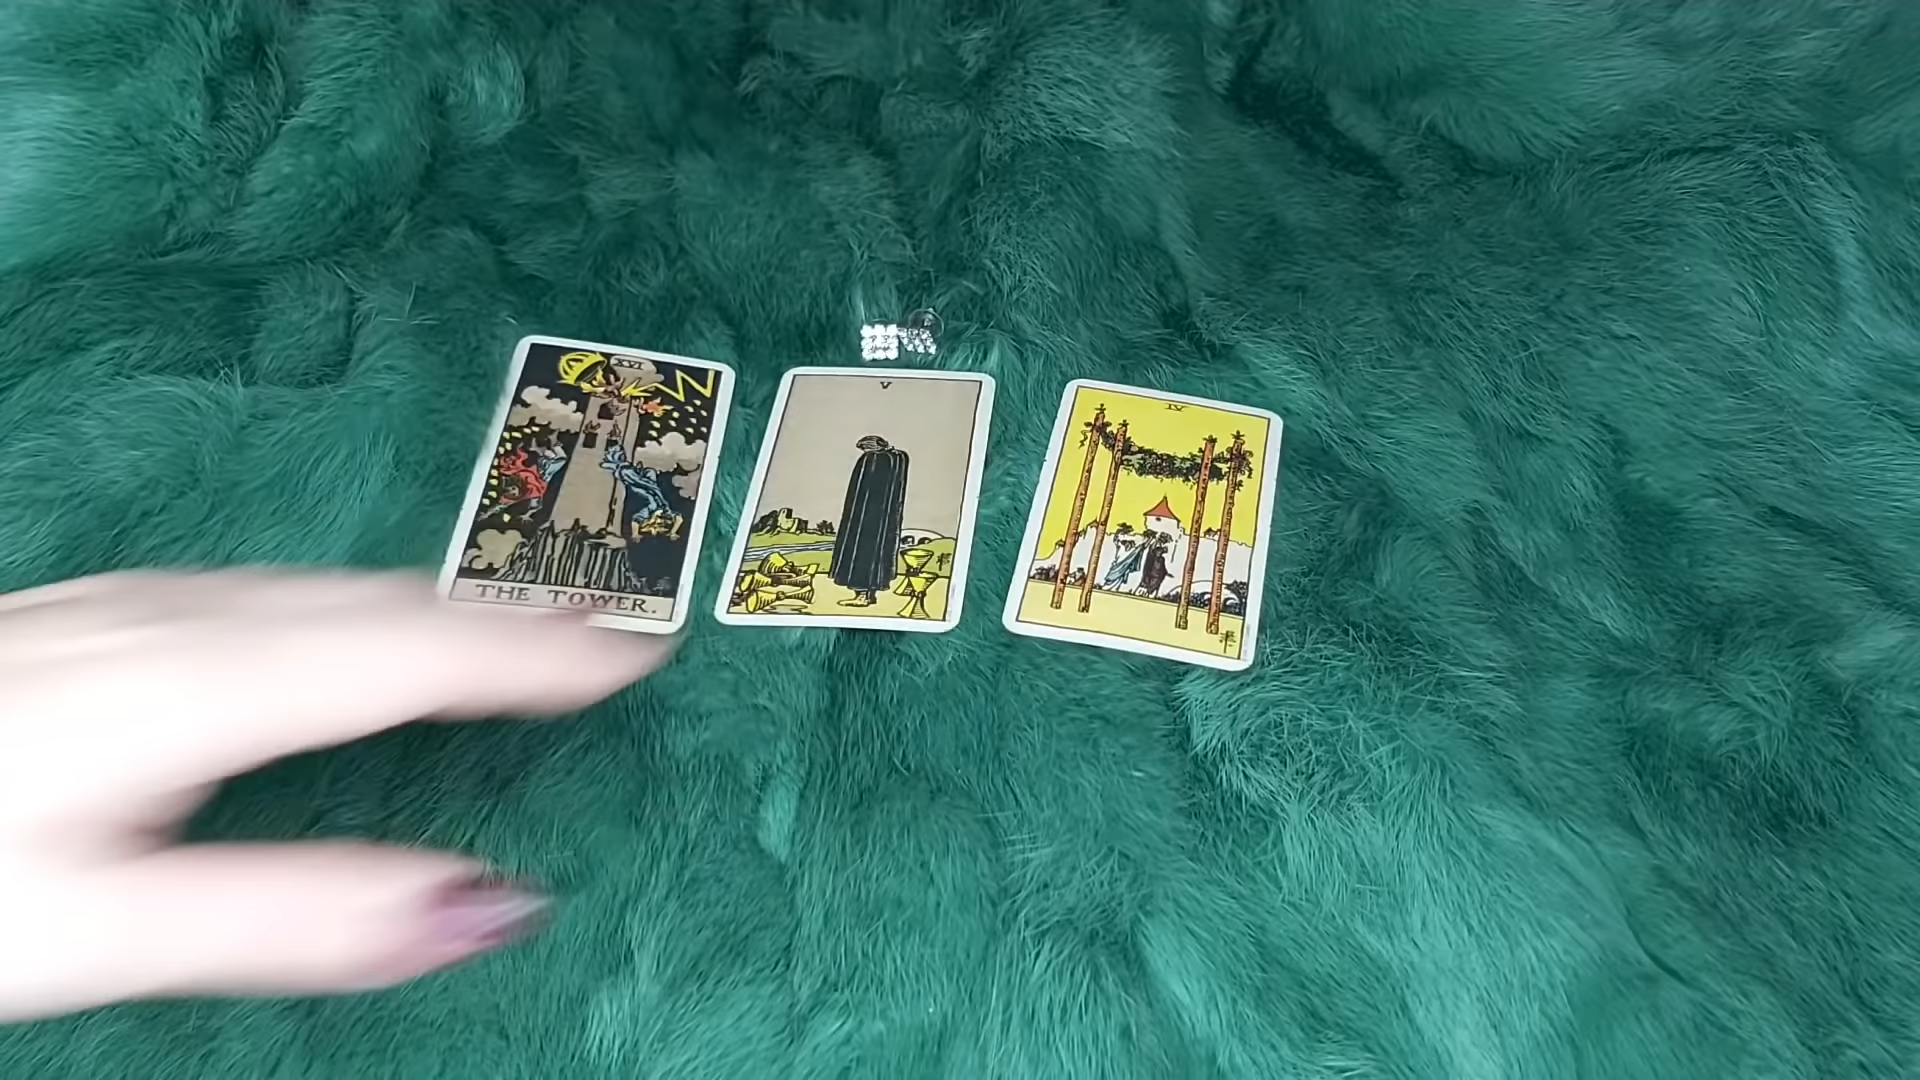 XVI
THE TOWER.
V
IV